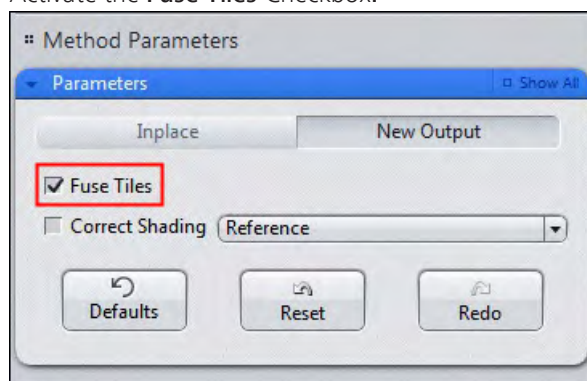 Activate the Fuse Tiles Checkbox.
Method Parameters
Parameters Show All
Inplace New Output
Fuse Tiles
Correct Shading Reference
Defaults Reset Redo